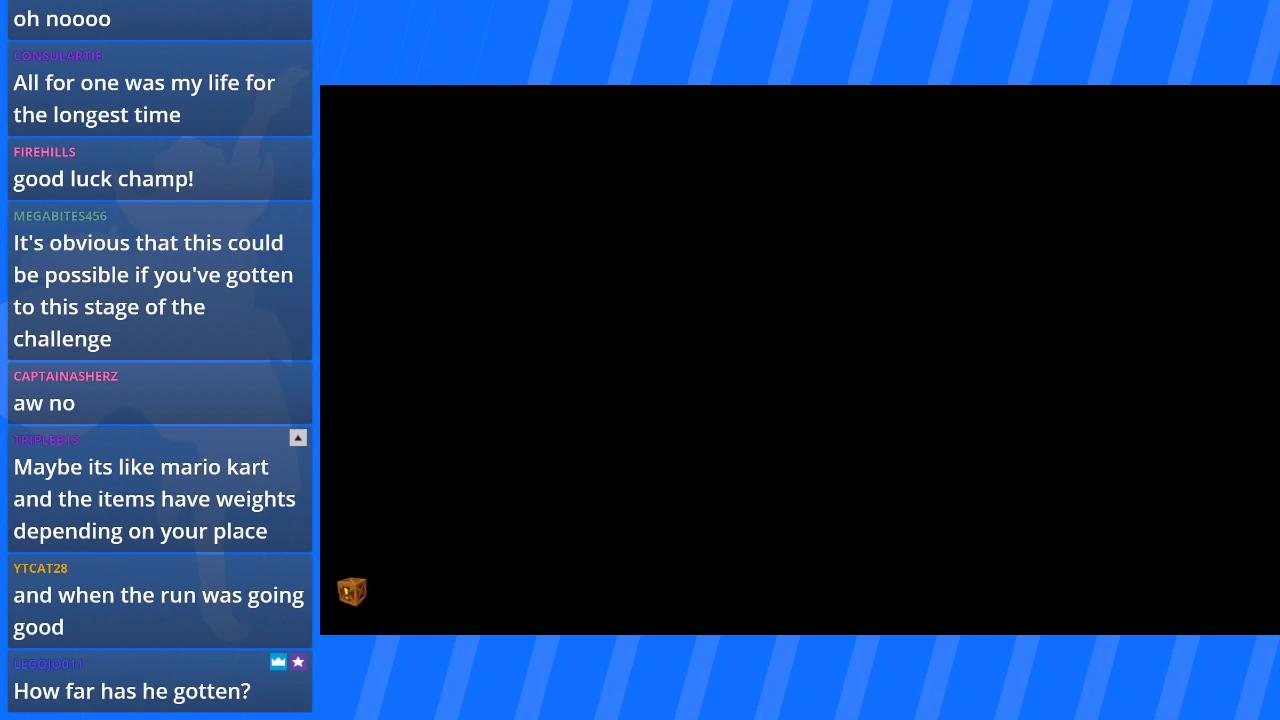 oh noooo
CONSULARTIE
All for one was my life for
the longest time
FIREHILLS
good luck champ!
MEGABITES456
It's obvious that this could
be possible if you've gotten
to this stage of the
challenge
CAPTAINASHERZ
aw no
TRIPLEB13
Maybe its like mario kart
and the items have weights
depending on your place
YTCAT28
and when the run was going
good
LEGOJO011
How far has he gotten?